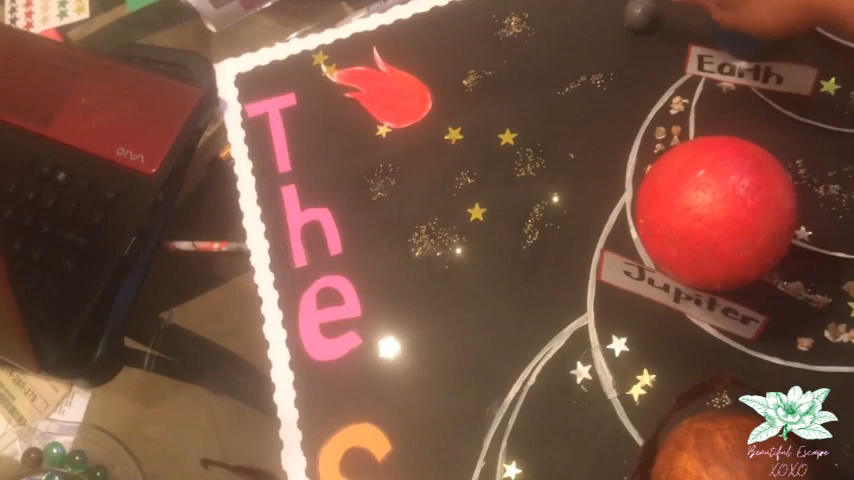 VAIO
Earth
The
Jupiter
S
Beautiful Escape
XOXO